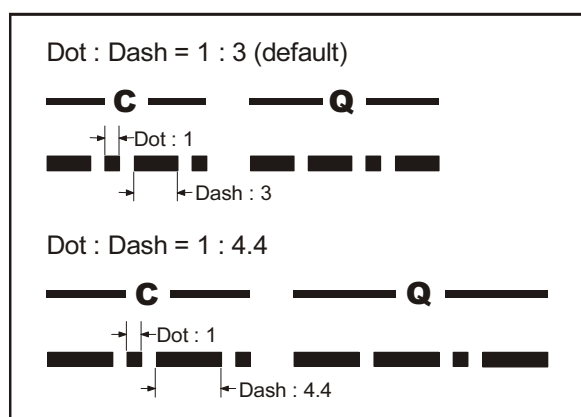 Dot : Dash = 1 : 3 (default)
C Q
Dot : 1
Dash : 3
Dot : Dash = 1 : 4.4
C Q
Dot : 1
Dash : 4.4